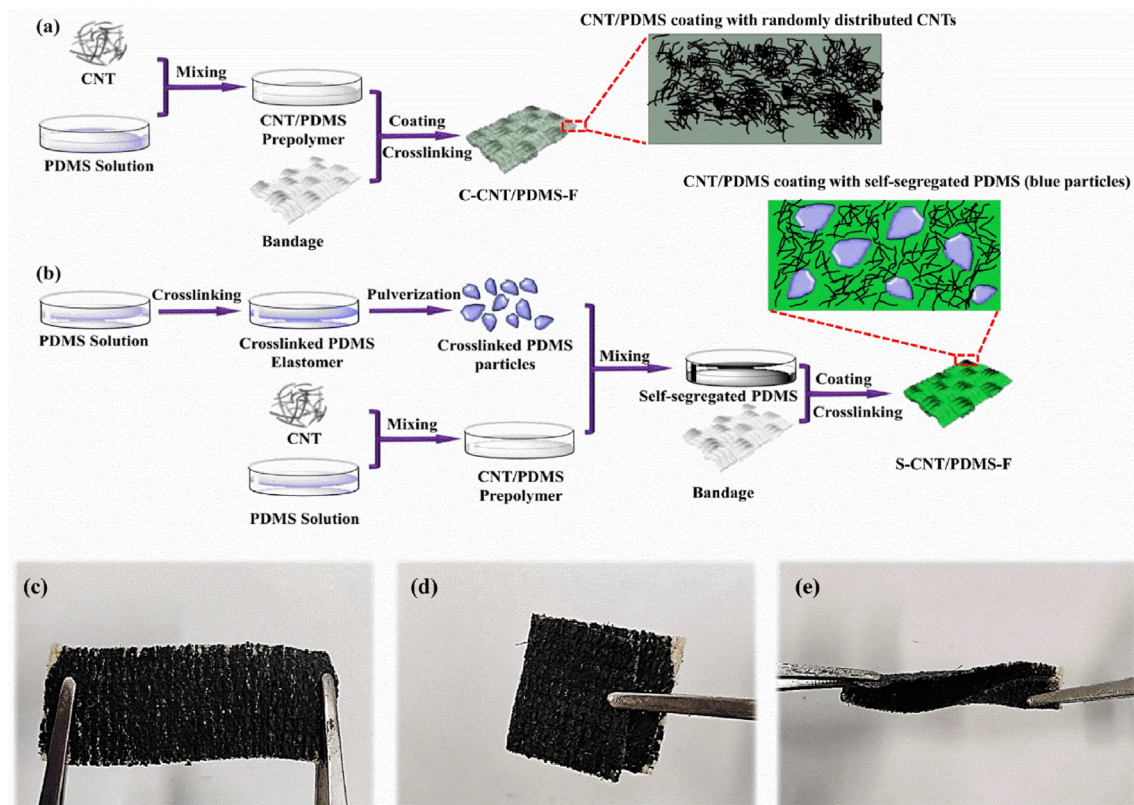 (a)
CNT/PDMS coating with randomly distributed CNTs
CNT
Mixing
PDMS Solution
CNT/PDMS
Prepolymer
Coating
Crosslinking
Bandage
C-CNT/PDMS-F
CNT/PDMS coating with self-segregated PDMS (blue particles)
(b)
PDMS Solution
Crosslinking
Crosslinked PDMS
Elastomer
Pulverization
Crosslinked PDMS
particles
CNT
Mixing
PDMS Solution
CNT/PDMS
Prepolymer
Mixing
Self-segregated PDMS
Bandage
Coating
Crosslinking
S-CNT/PDMS-F
(c)
(d)
(e)